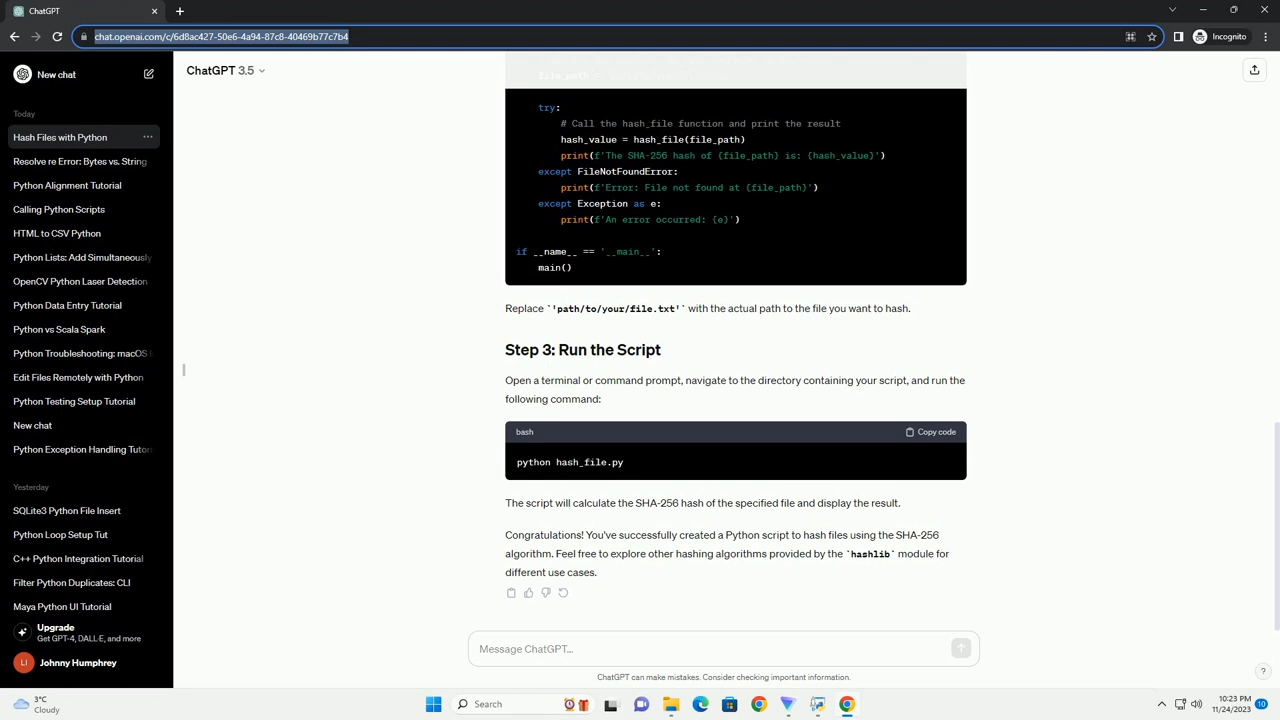 ChatGPT
chat.openai.com/c/6d8ac427-50e6-4a94-87c8-40469b77c7b4
Incognito
New chat
ChatGPT 3.5
Today
Hash Files with Python
Resolve re Error: Bytes vs. String
Python Alignment Tutorial
Calling Python Scripts
HTML to CSV Python
Python Lists: Add Simultaneously
OpenCV Python Laser Detection
Python Data Entry Tutorial
Python vs Scala Spark
Python Troubleshooting: macOS
Edit Files Remotely with Python
Python Testing Setup Tutorial
New chat
Python Exception Handling Tutori
Yesterday
SQLite3 Python File Insert
Python Loop Setup Tut
C++ Python Integration Tutorial
Filter Python Duplicates: CLI
Maya Python UI Tutorial
Upgrade
Get GPT-4, DALL·E, and more
LI
Johnny Humphrey
file_path =
try:
# Call the hash_file function and print the result
hash_value = hash_file(file_path)
print(f'The SHA-256 hash of {file_path} is: {hash_value}')
except FileNotFoundError:
print(f'Error: File not found at {file_path}')
except Exception as e:
print(f'An error occurred: {e}')
if __name__ == '__main__':
main()
Replace `'path/to/your/file.txt'` with the actual path to the file you want to hash.
Step 3: Run the Script
Open a terminal or command prompt, navigate to the directory containing your script, and run the
following command:
bash
Copy code
python hash_file.py
The script will calculate the SHA-256 hash of the specified file and display the result.
Congratulations! You've successfully created a Python script to hash files using the SHA-256
algorithm. Feel free to explore other hashing algorithms provided by the `hashlib` module for
different use cases.
Message ChatGPT...
ChatGPT can make mistakes. Consider checking important information.
?
3°C
Cloudy
Search
10:23 PM
11/24/2023
10